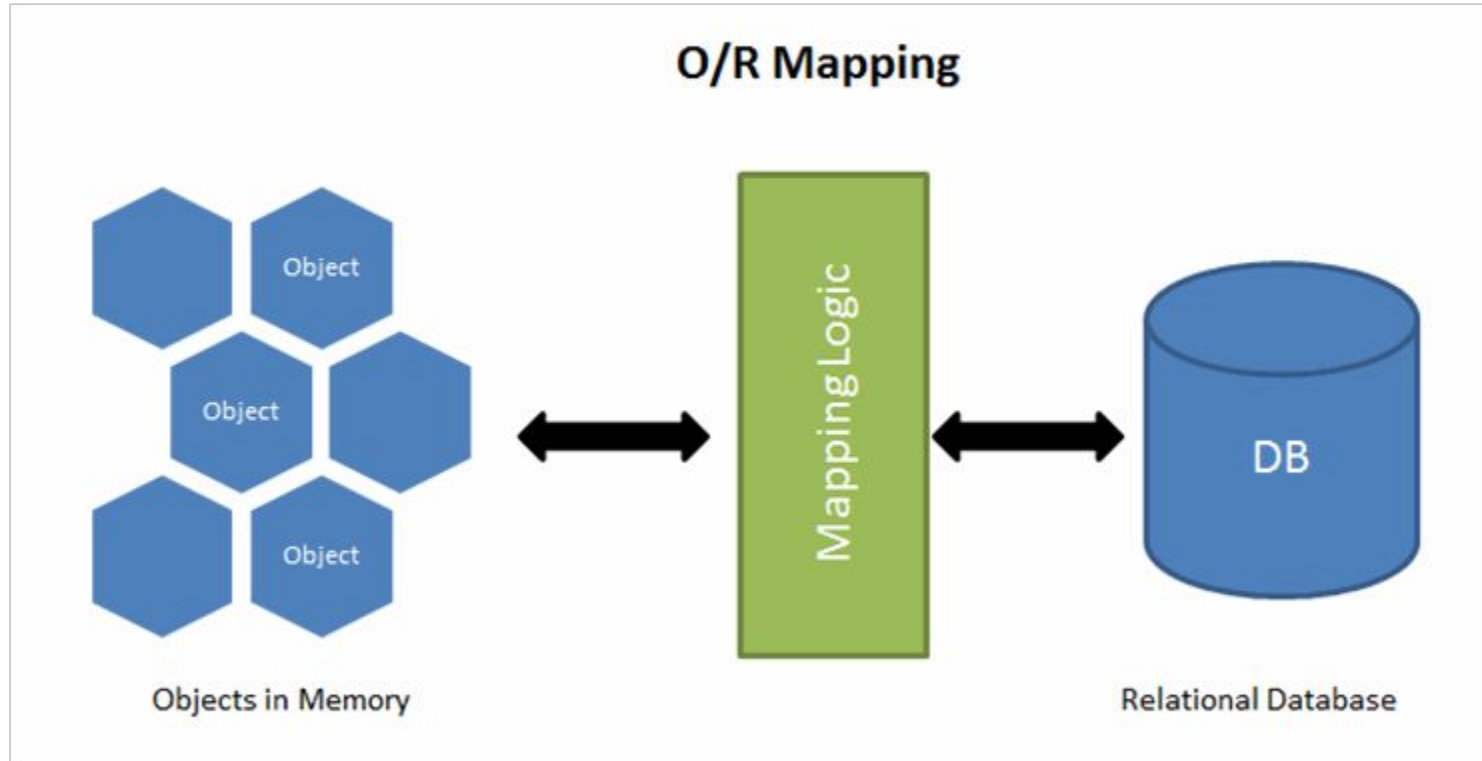 O/R Mapping
Object
Object
Object
Mapping Logic
DB
Objects in Memory
Relational Database